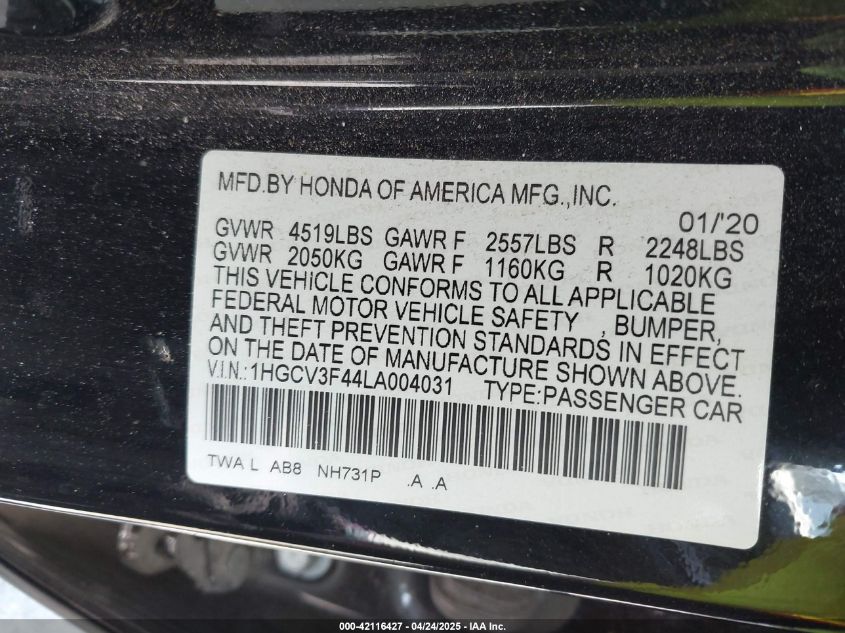 MFD.BY HONDA OF AMERICA MFG.,INC.
01/'20
GVWR 4519LBS GAWR F 2557LBS R 2248LBS
GVWR 2050KG GAWR F 1160KG R 1020KG
THIS VEHICLE CONFORMS TO ALL APPLICABLE
FEDERAL MOTOR VEHICLE SAFETY , BUMPER,
AND THEFT PREVENTION STANDARDS IN EFFECT
ON THE DATE OF MANUFACTURE SHOWN ABOVE.
V.I.N.:1HGCV3F44LA004031 TYPE:PASSENGER CAR
TWA L AB8 NH731P .A .A
000-42116427 - 04/24/2025 - IAA Inc.